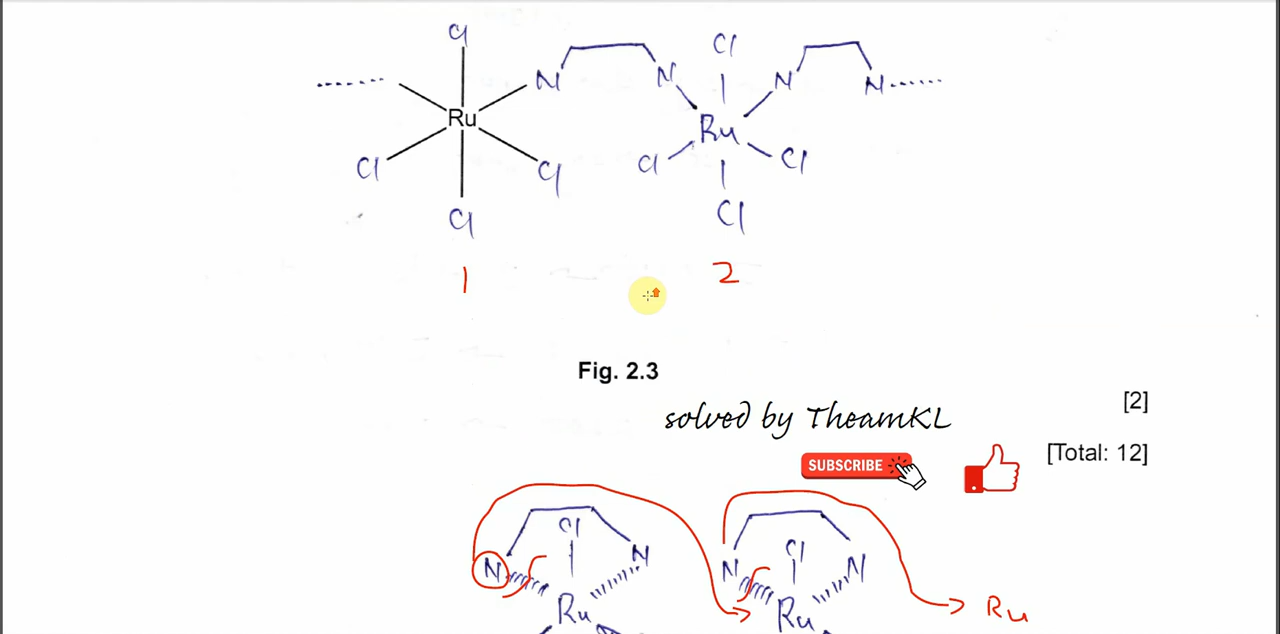 Cl Cl
N N N N
Ru Ru
Cl Cl Cl Cl
Cl Cl
1 2
Fig. 2.3
[2]
solved by TheamKL
SUBSCRIBE
[Total: 12]
Cl Cl
N N N N
Ru Ru Ru